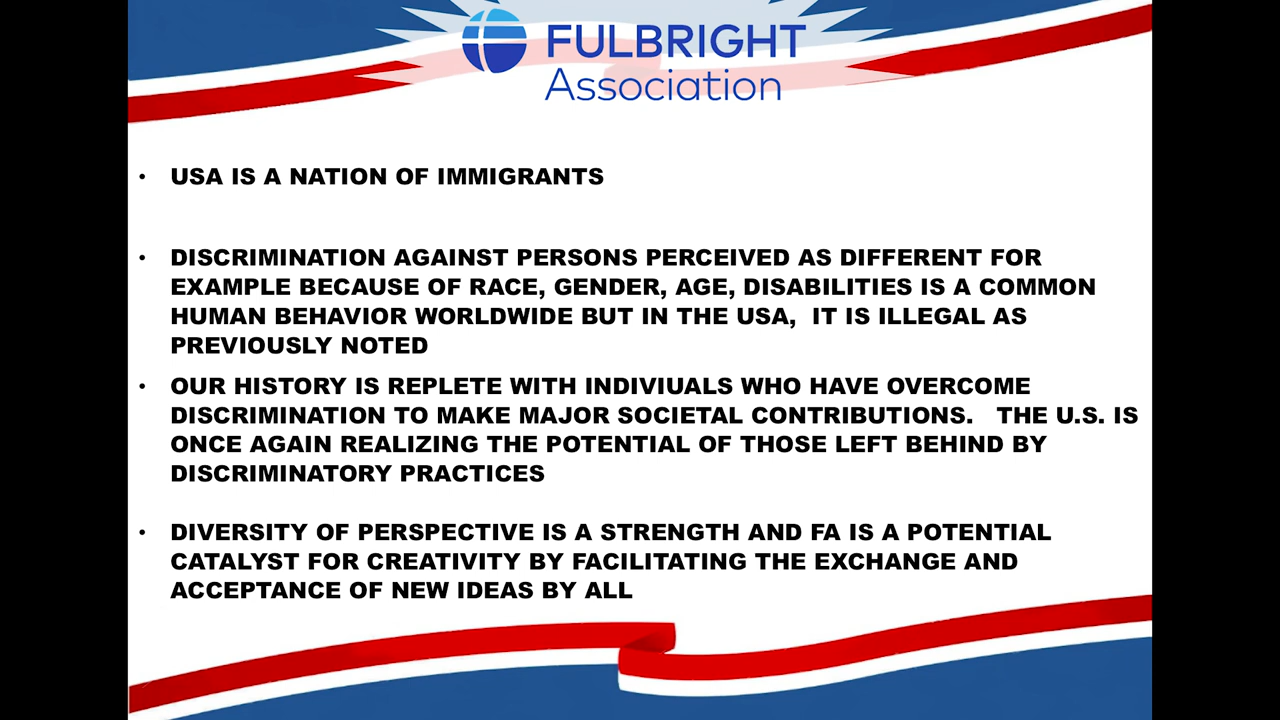 FULBRIGHT
Association
• USA IS A NATION OF IMMIGRANTS
• DISCRIMINATION AGAINST PERSONS PERCEIVED AS DIFFERENT FOR
EXAMPLE BECAUSE OF RACE, GENDER, AGE, DISABILITIES IS A COMMON
HUMAN BEHAVIOR WORLDWIDE BUT IN THE USA,  IT IS ILLEGAL AS
PREVIOUSLY NOTED
• OUR HISTORY IS REPLETE WITH INDIVIUALS WHO HAVE OVERCOME
DISCRIMINATION TO MAKE MAJOR SOCIETAL CONTRIBUTIONS.   THE U.S. IS
ONCE AGAIN REALIZING THE POTENTIAL OF THOSE LEFT BEHIND BY
DISCRIMINATORY PRACTICES
• DIVERSITY OF PERSPECTIVE IS A STRENGTH AND FA IS A POTENTIAL
CATALYST FOR CREATIVITY BY FACILITATING THE EXCHANGE AND
ACCEPTANCE OF NEW IDEAS BY ALL